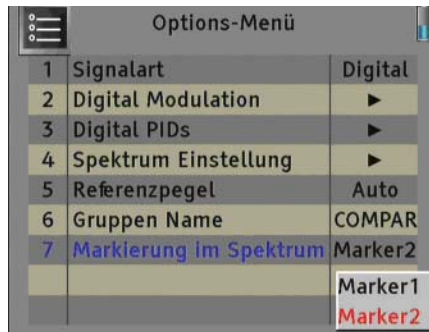 Options-Menü
1 Signalart Digital
2 Digital Modulation ►
3 Digital PIDs ►
4 Spektrum Einstellung ►
5 Referenzpegel Auto
6 Gruppen Name COMPAR
7 Markierung im Spektrum Marker2
Marker1
Marker2